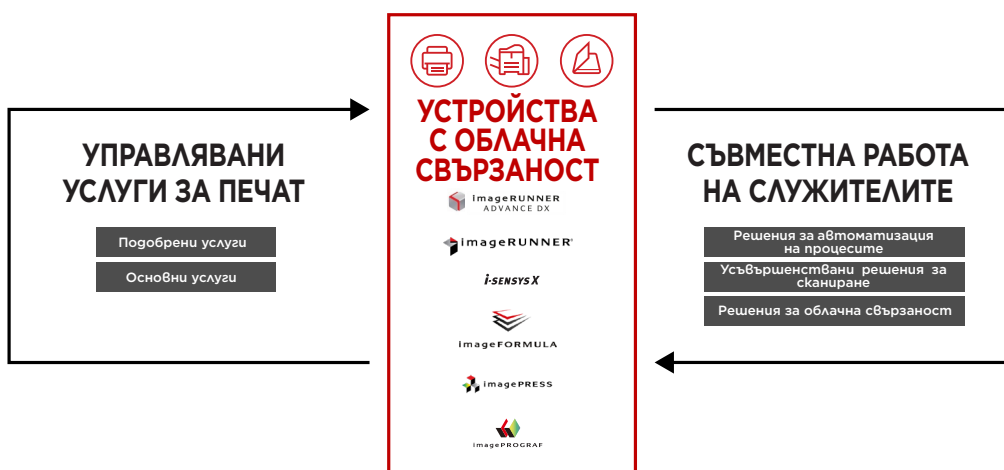 УПРАВЛЯВАНИ
УСЛУГИ ЗА ПЕЧАТ
Подобрени услуги
Основни услуги
УСТРОЙСТВА
С ОБЛАЧНА
СВЪРЗАНОСТ
imageRUNNER
ADVANCE DX
imageRUNNER®
i-SENSYS X
imageFORMULA
imagePRESS
imagePROGRAF
СЪВМЕСТНА РАБОТА
НА СЛУЖИТЕЛИТЕ
Решения за автоматизация
на процесите
Усъвършенствани решения за
сканиране
Решения за облачна свързаност